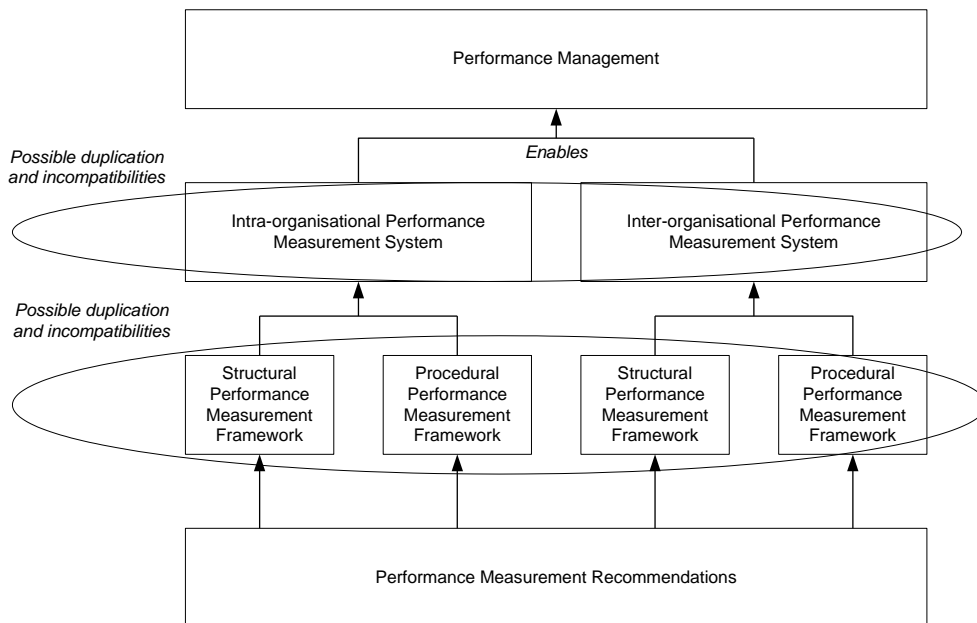 Performance Management
Possible duplication
and incompatibilities
Enables
Intra-organisational Performance
Measurement System
Inter-organisational Performance
Measurement System
Possible duplication
and incompatibilities
Structural
Performance
Measurement
Framework
Procedural
Performance
Measurement
Framework
Structural
Performance
Measurement
Framework
Procedural
Performance
Measurement
Framework
Performance Measurement Recommendations